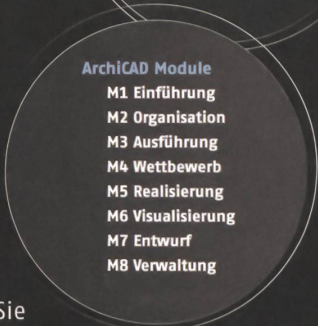 ArchiCAD Module
M1 Einführung
M2 Organisation
M3 Ausführung
M4 Wettbewerb
M5 Realisierung
M6 Visualisierung
M7 Entwurf
M8 Verwaltung
Sie